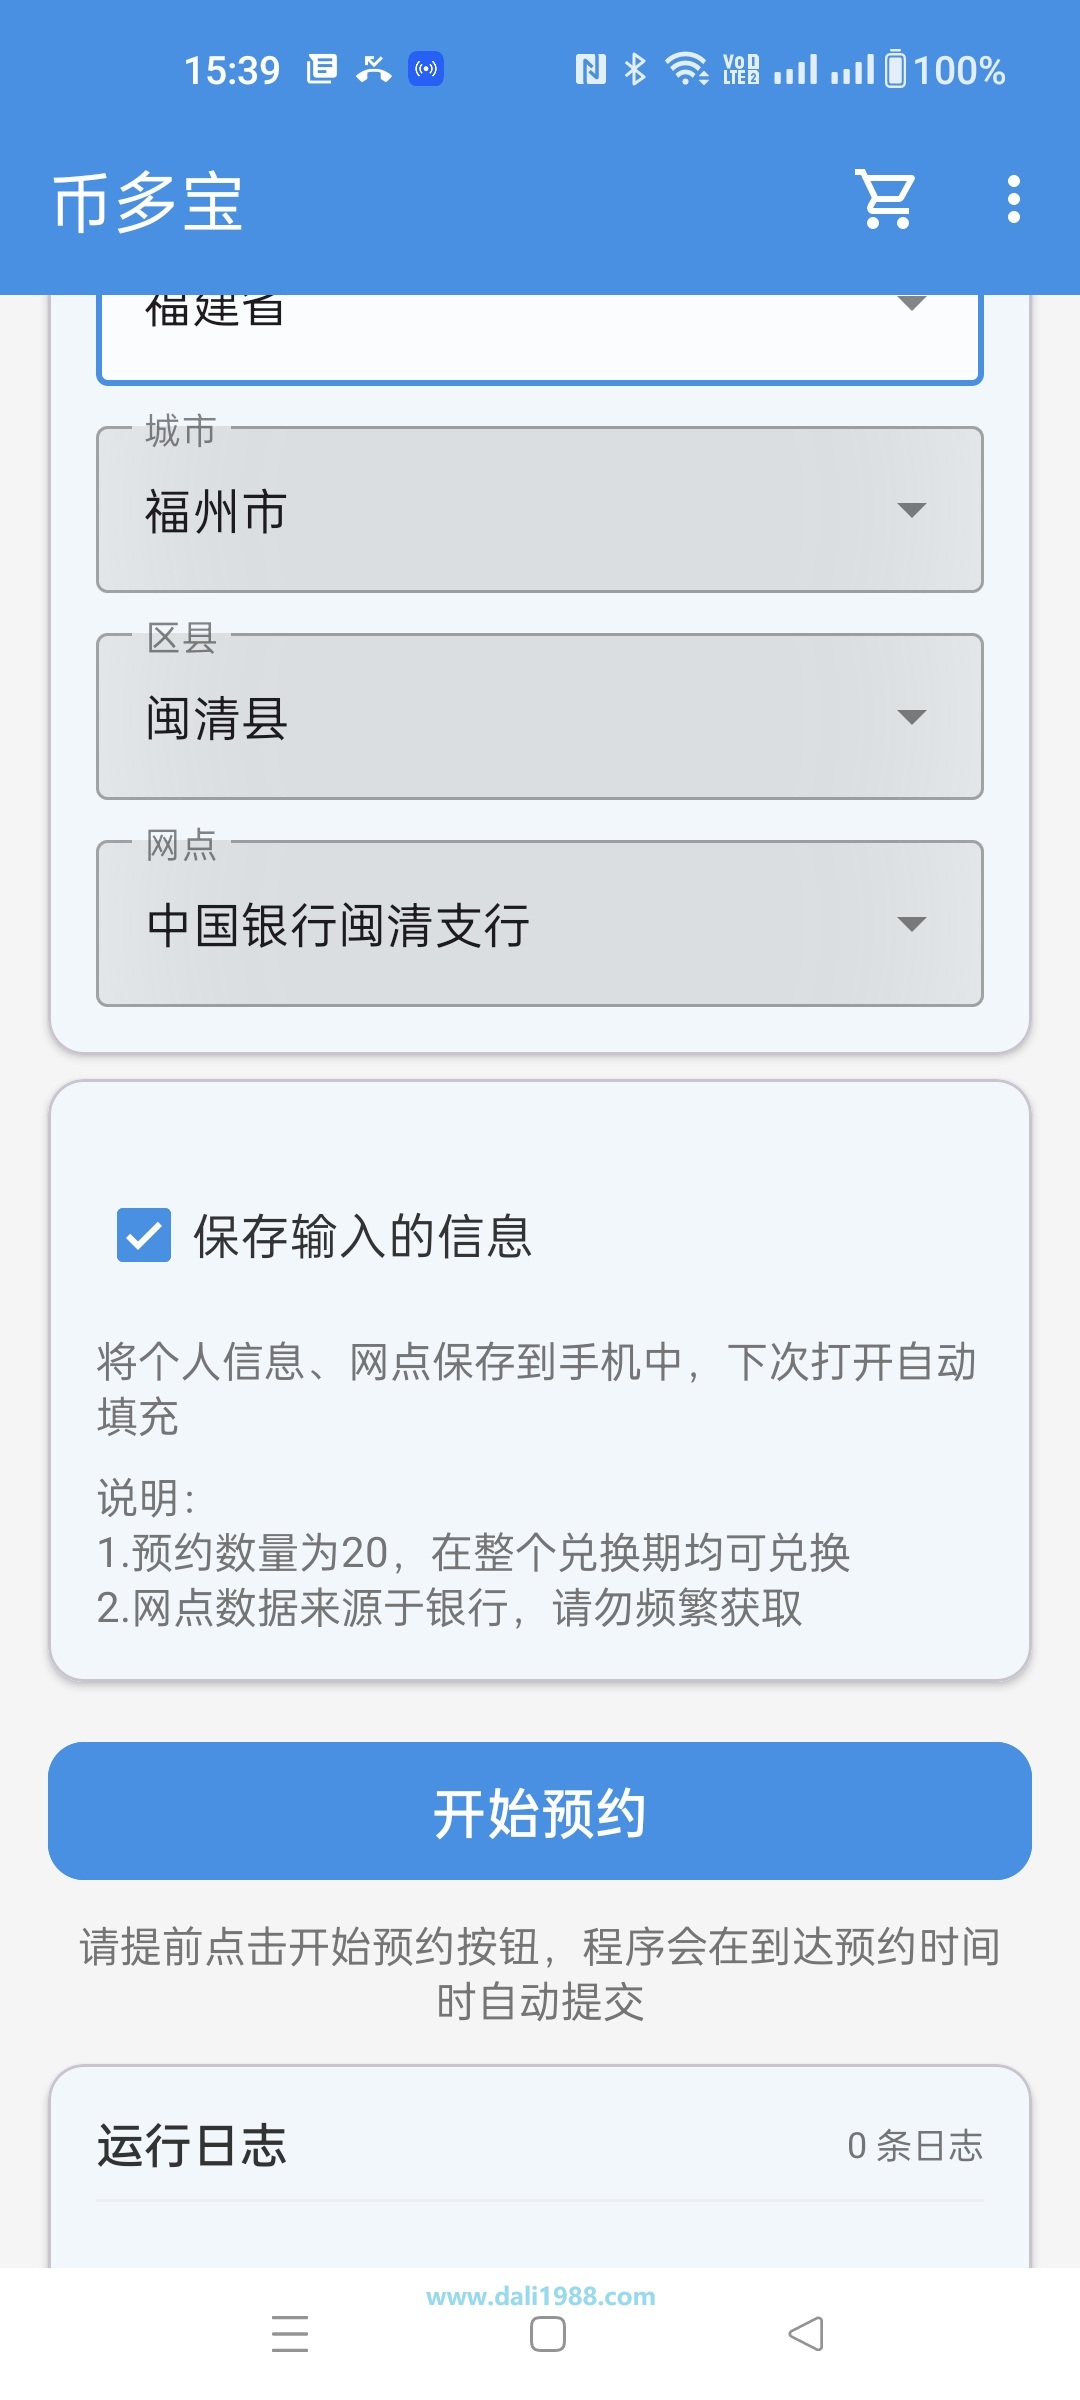 15:39
VoLTE 1 2
100%
币多宝
福建省
城市
福州市
区县
闽清县
网点
中国银行闽清支行
保存输入的信息
将个人信息、网点保存到手机中，下次打开自动
填充
说明：
1.预约数量为20，在整个兑换期均可兑换
2.网点数据来源于银行，请勿频繁获取
开始预约
请提前点击开始预约按钮，程序会在到达预约时间
时自动提交
运行日志
0 条日志
www.dali1988.com